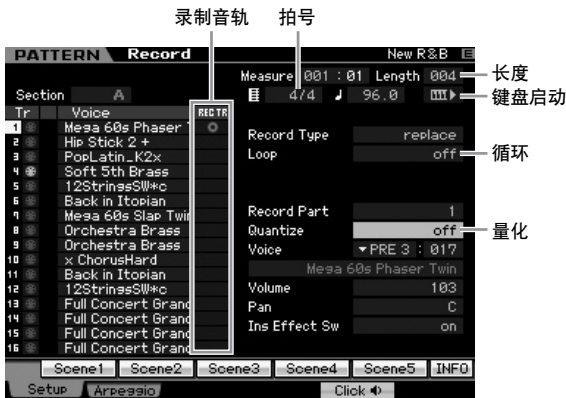 录制音轨 拍号
PATTERN Record New R&B
Measure 001 : 01 Length 004 长度
Section A 4/4 96.0 键盘启动
Tr Voice REC TR
1 Mega 60s Phaser
2 Hip Stick 2 + Record Type replace
3 PopLatin_K2x Loop off 循环
4 Soft 5th Brass
5 12StringsSW*c
6 Back in Itopian
7 Mega 60s Slap Twin Record Part 1
8 Orchestra Brass Quantize off 量化
9 Orchestra Brass Voice PRE 3 : 017
10 x ChorusHard Mega 60s Phaser Twin
11 Back in Itopian
12 12StringsSW*c Volume 103
13 Full Concert Grand Pan C
14 Full Concert Grand Ins Effect Sw on
15 Full Concert Grand
16 Full Concert Grand
Scene1 Scene2 Scene3 Scene4 Scene5 INFO
Setup Arpeggio Click